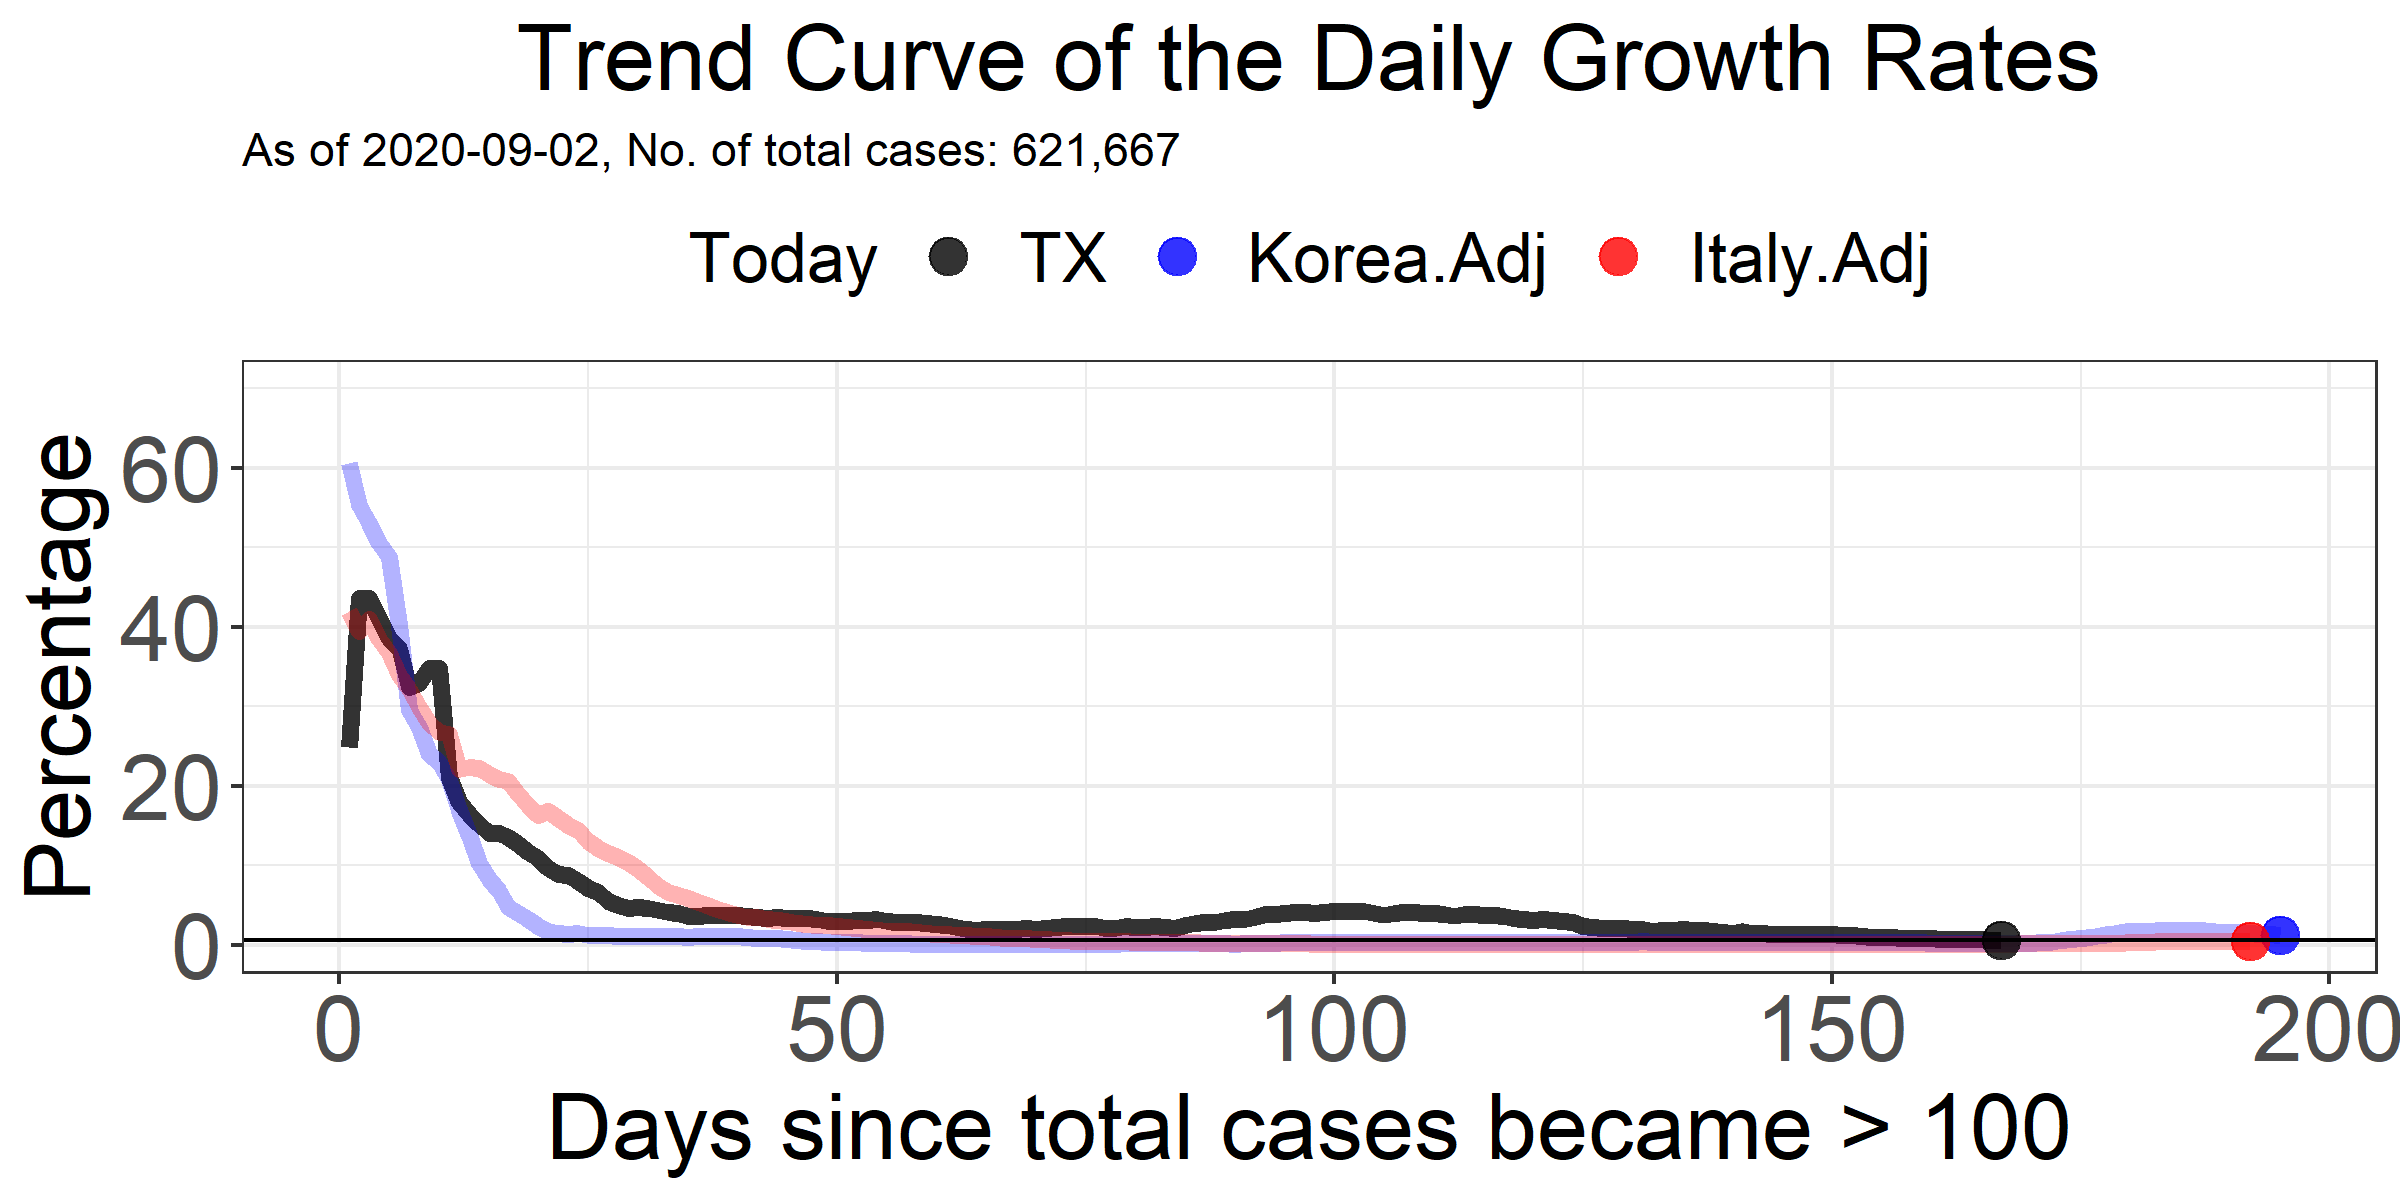 Trend Curve of the Daily Growth Rates
As of 2020-09-02, No. of total cases: 621,667
Today TX Korea.Adj Italy.Adj
Percentage
60
40
20
0
0 50 100 150 200
Days since total cases became > 100